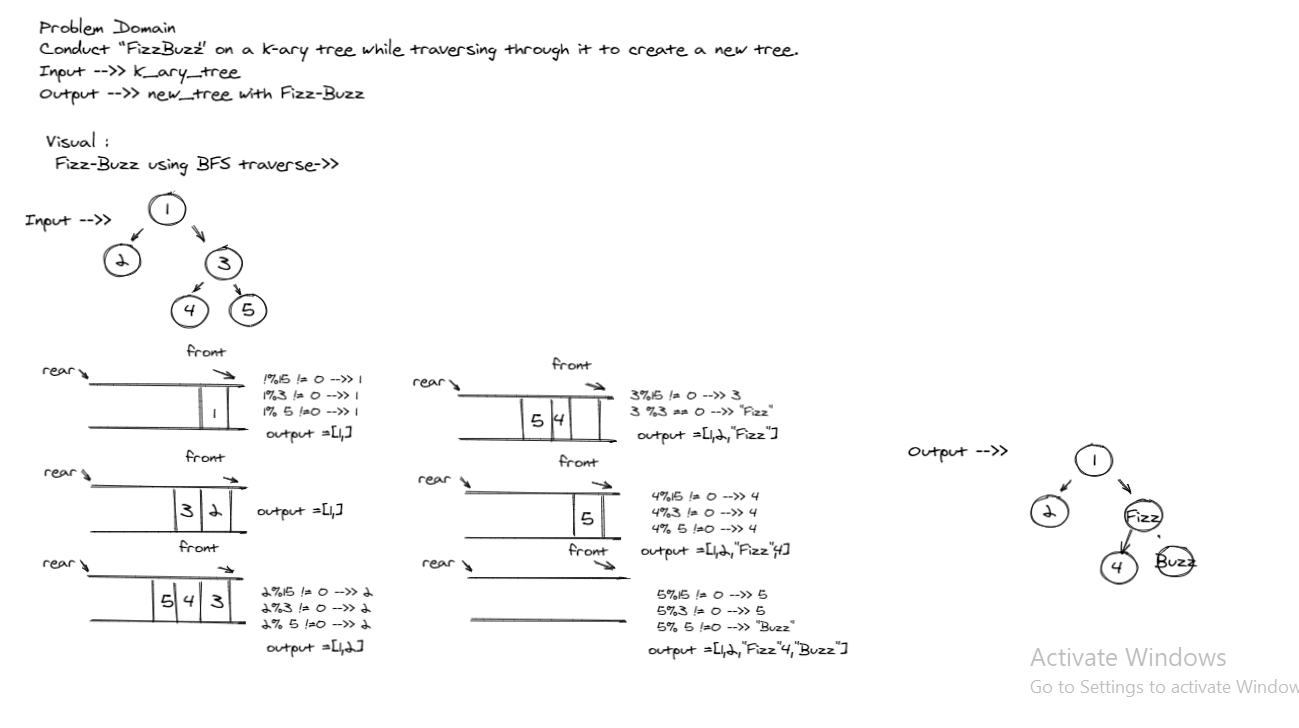 Problem Domain
Conduct "FizzBuzz" on a k-ary tree while traversing through it to create a new tree.
Input -->> k_ary_tree
Output -->> new_tree with Fizz-Buzz
Visual :
Fizz-Buzz using BFS traverse->>
Input -->>
1
2
3
4
5
front
rear
1
1%15 != 0 -->> 1
1%3 != 0 -->> 1
1% 5 !=0 -->> 1
output =[1,]
front
rear
3 2
output =[1,]
front
rear
5 4 3
2%15 != 0 -->> 2
2%3 != 0 -->> 2
2% 5 !=0 -->> 2
output =[1,2]
front
rear
5 4
3%15 != 0 -->> 3
3 %3 == 0 -->> "Fizz"
output =[1,2,"Fizz"]
front
rear
5
4%15 != 0 -->> 4
4%3 != 0 -->> 4
4% 5 !=0 -->> 4
output =[1,2,"Fizz",4]
front
rear
5%15 != 0 -->> 5
5%3 != 0 -->> 5
5% 5 !=0 -->> "Buzz"
output =[1,2,"Fizz"4,"Buzz"]
Output -->>
1
2
Fizz
4
Buzz
Activate Windows
Go to Settings to activate Window